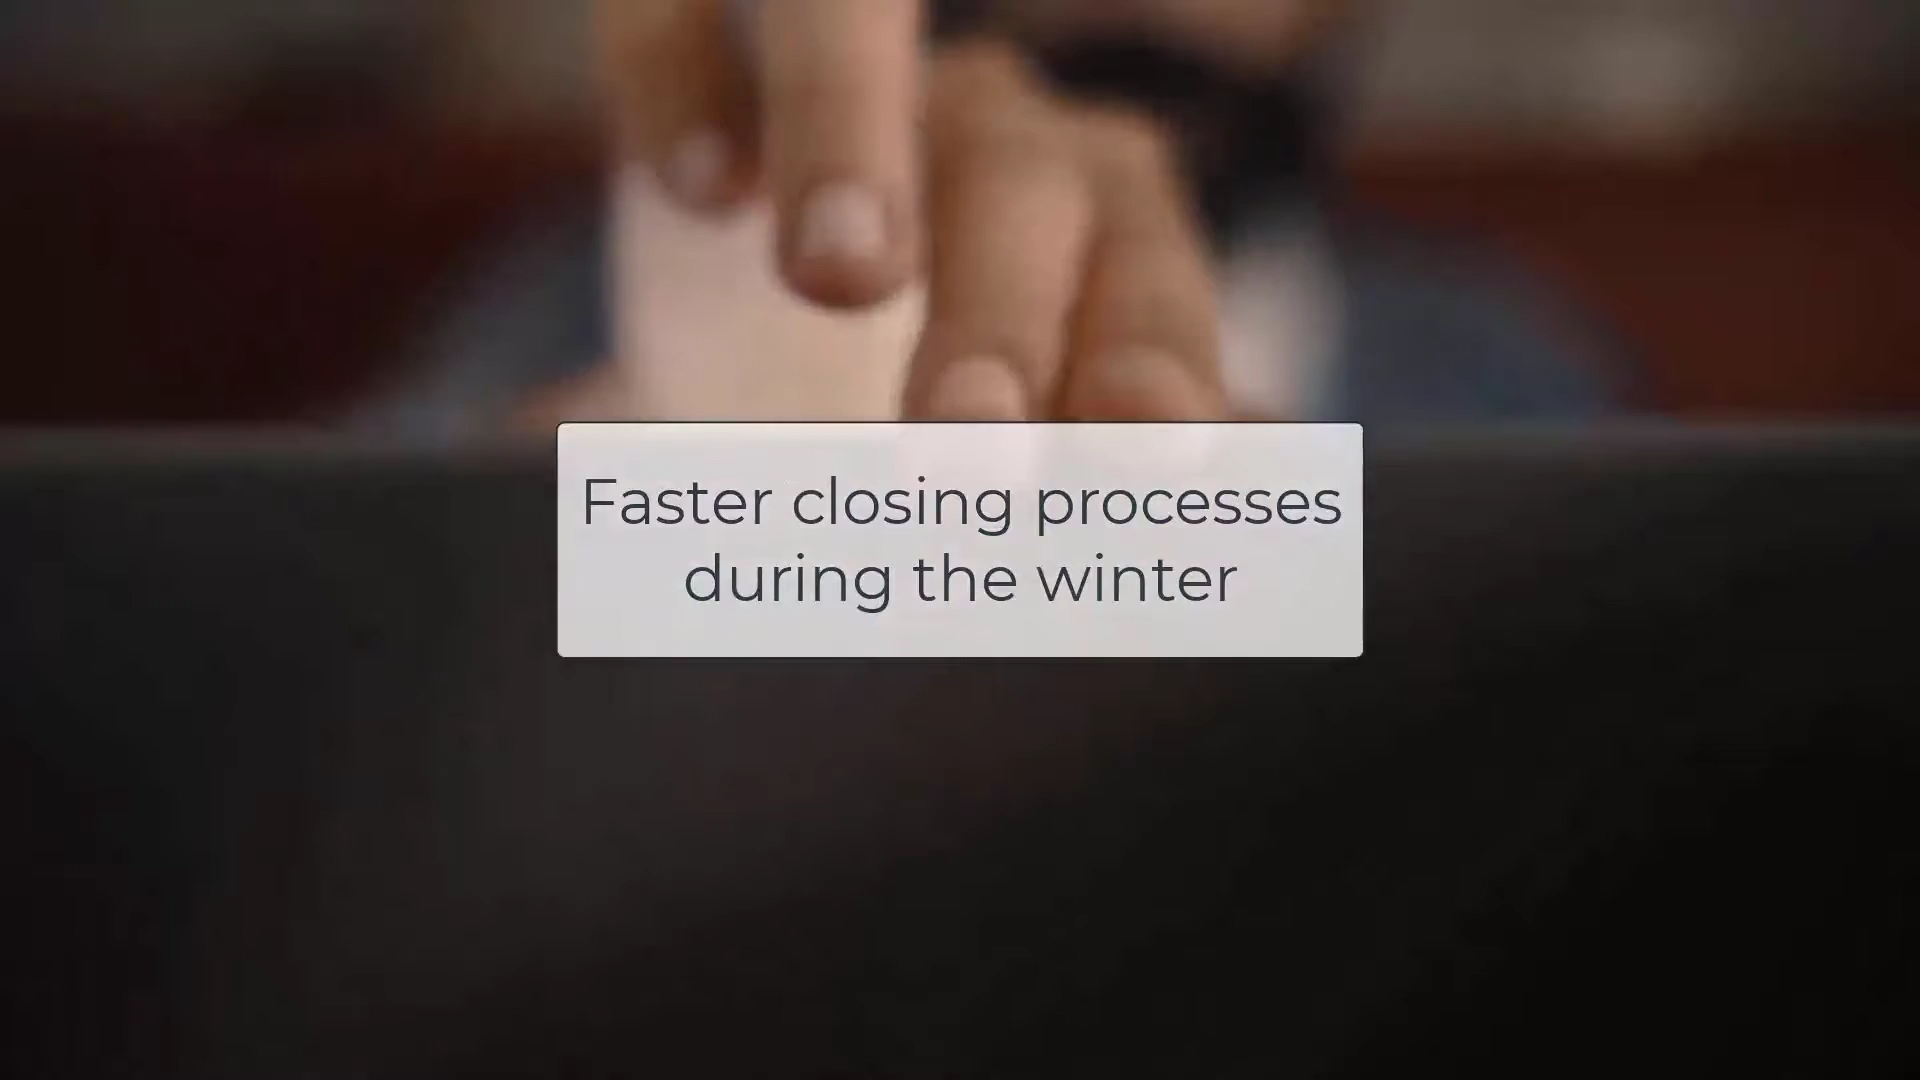 Faster closing processes
during the winter